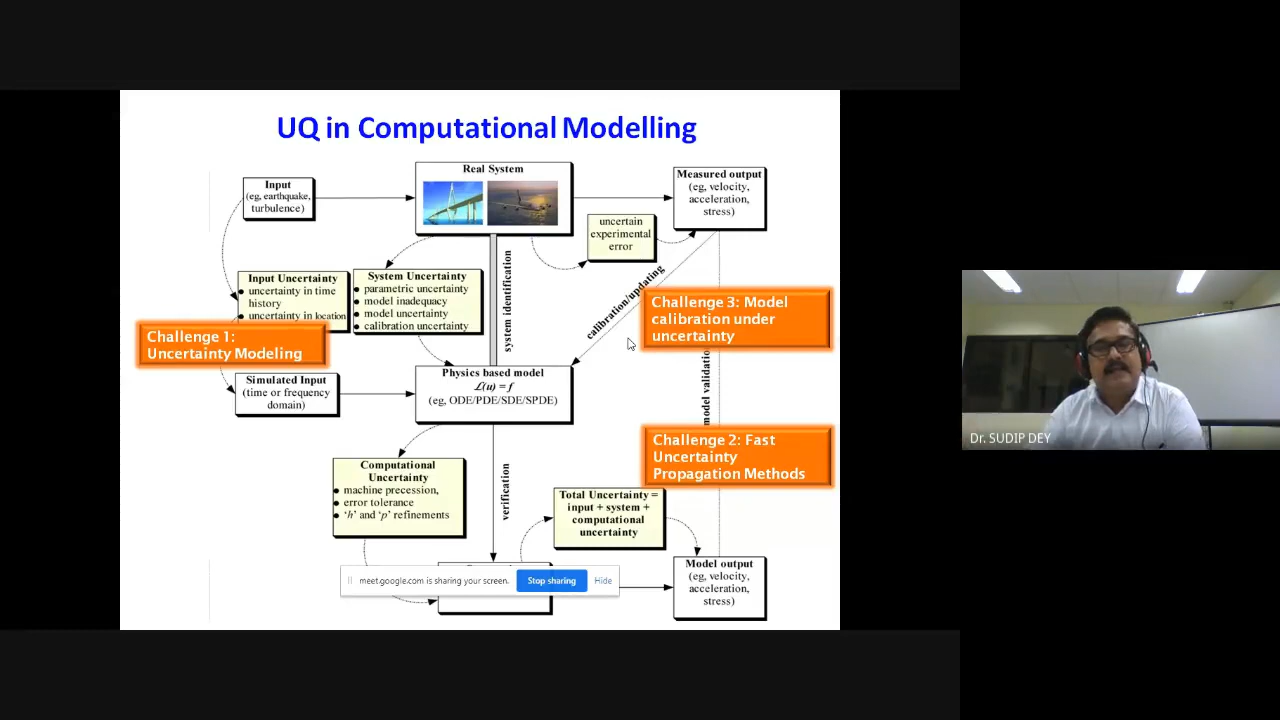 UQ in Computational Modelling
Real System
Input
(eg, earthquake,
turbulence)
Measured output
(eg, velocity,
acceleration,
stress)
uncertain
experimental
error
Input Uncertainty
uncertainty in time
history
uncertainty in location
System Uncertainty
parametric uncertainty
model inadequacy
model uncertainty
calibration uncertainty
system identification
calibration/updating
Challenge 3: Model
calibration under
uncertainty
Challenge 1:
Uncertainty Modeling
Simulated Input
(time or frequency
domain)
Physics based model
L(u) = f
(eg, ODE/PDE/SDE/SPDE)
model validation
Challenge 2: Fast
Uncertainty
Propagation Methods
Computational
Uncertainty
machine precession,
error tolerance
‘h’ and ‘p’ refinements
verification
Total Uncertainty =
input + system +
computational
uncertainty
Model output
(eg, velocity,
acceleration,
stress)
meet.google.com is sharing your screen.
Stop sharing
Hide
Dr. SUDIP DEY